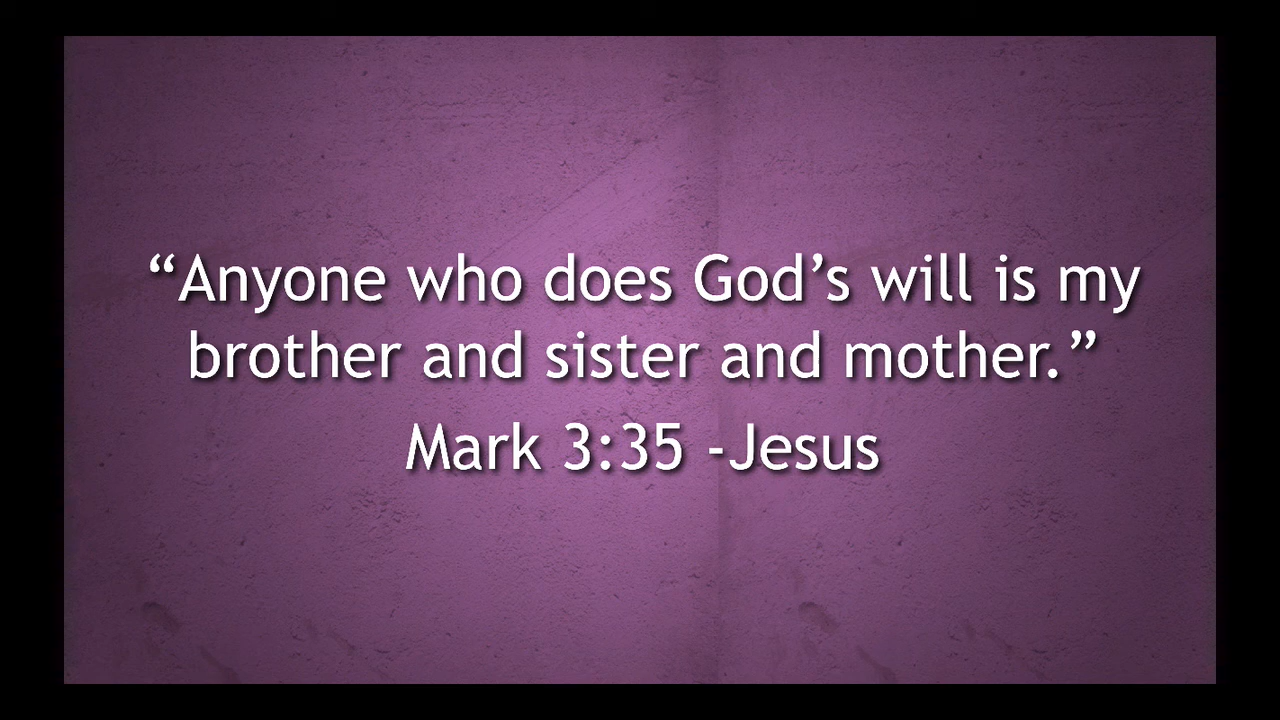 “Anyone who does God’s will is my
brother and sister and mother.”
Mark 3:35 -Jesus